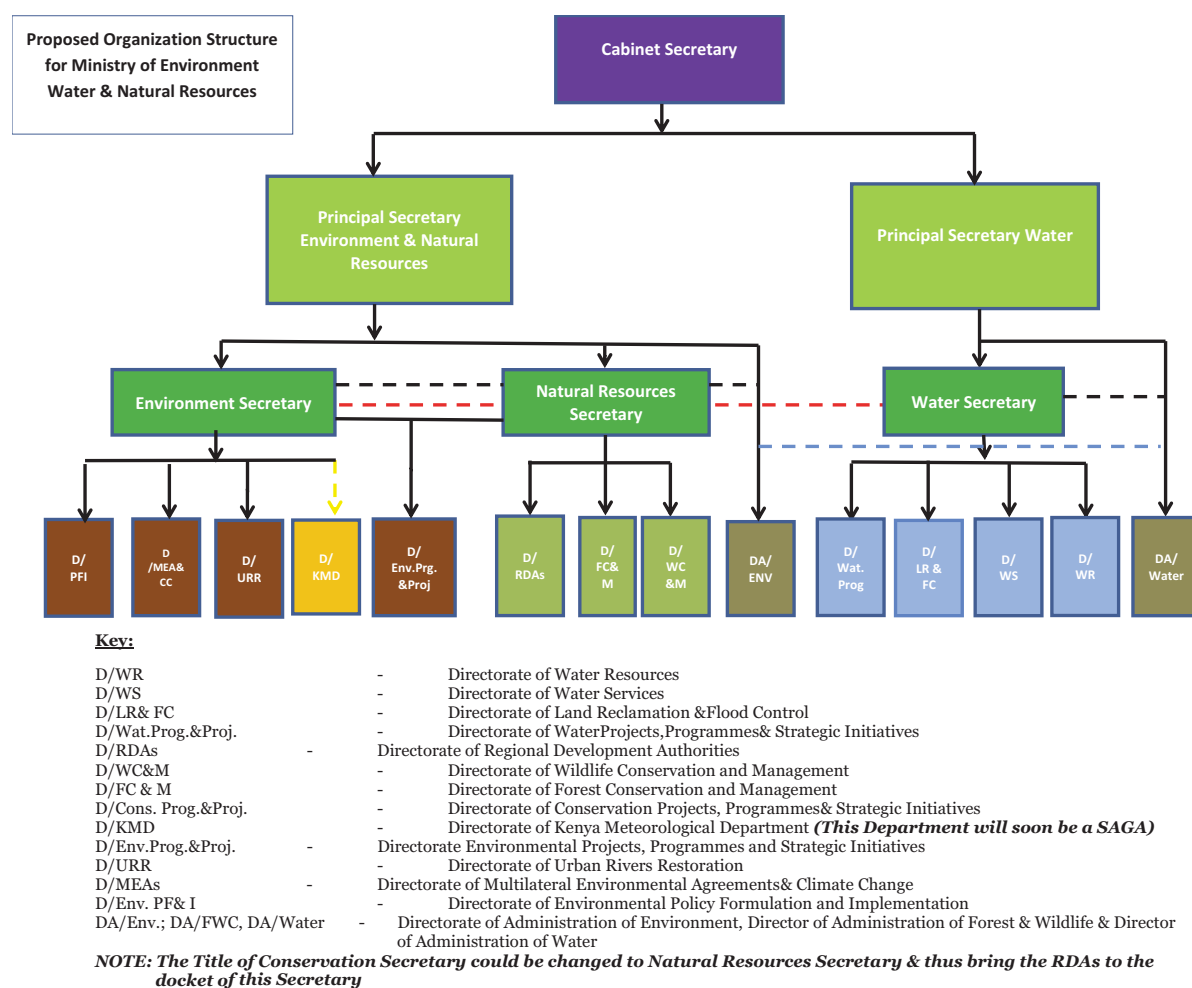 Proposed Organization Structure
for Ministry of Environment
Water & Natural Resources
Cabinet Secretary
Principal Secretary
Environment & Natural
Resources
Principal Secretary Water
Environment Secretary
Natural Resources
Secretary
Water Secretary
D/
PFI
D
/MEA&
CC
D/
URR
D/
KMD
D/
Env.Prg.
&Proj
D/
RDAs
D/
FC&
M
D/
WC
&M
DA/
ENV
D/
Wat.
Prog
D/
LR &
FC
D/
WS
D/
WR
DA/
Water
Key:
D/WR - Directorate of Water Resources
D/WS - Directorate of Water Services
D/LR& FC - Directorate of Land Reclamation &Flood Control
D/Wat.Prog.&Proj. - Directorate of WaterProjects,Programmes& Strategic Initiatives
D/RDAs - Directorate of Regional Development Authorities
D/WC&M - Directorate of Wildlife Conservation and Management
D/FC & M - Directorate of Forest Conservation and Management
D/Cons. Prog.&Proj. - Directorate of Conservation Projects, Programmes& Strategic Initiatives
D/KMD - Directorate of Kenya Meteorological Department (This Department will soon be a SAGA)
D/Env.Prog.&Proj. - Directorate Environmental Projects, Programmes and Strategic Initiatives
D/URR - Directorate of Urban Rivers Restoration
D/MEAs - Directorate of Multilateral Environmental Agreements& Climate Change
D/Env. PF& I - Directorate of Environmental Policy Formulation and Implementation
DA/Env.; DA/FWC, DA/Water - Directorate of Administration of Environment, Director of Administration of Forest & Wildlife & Director
of Administration of Water
NOTE: The Title of Conservation Secretary could be changed to Natural Resources Secretary & thus bring the RDAs to the
docket of this Secretary